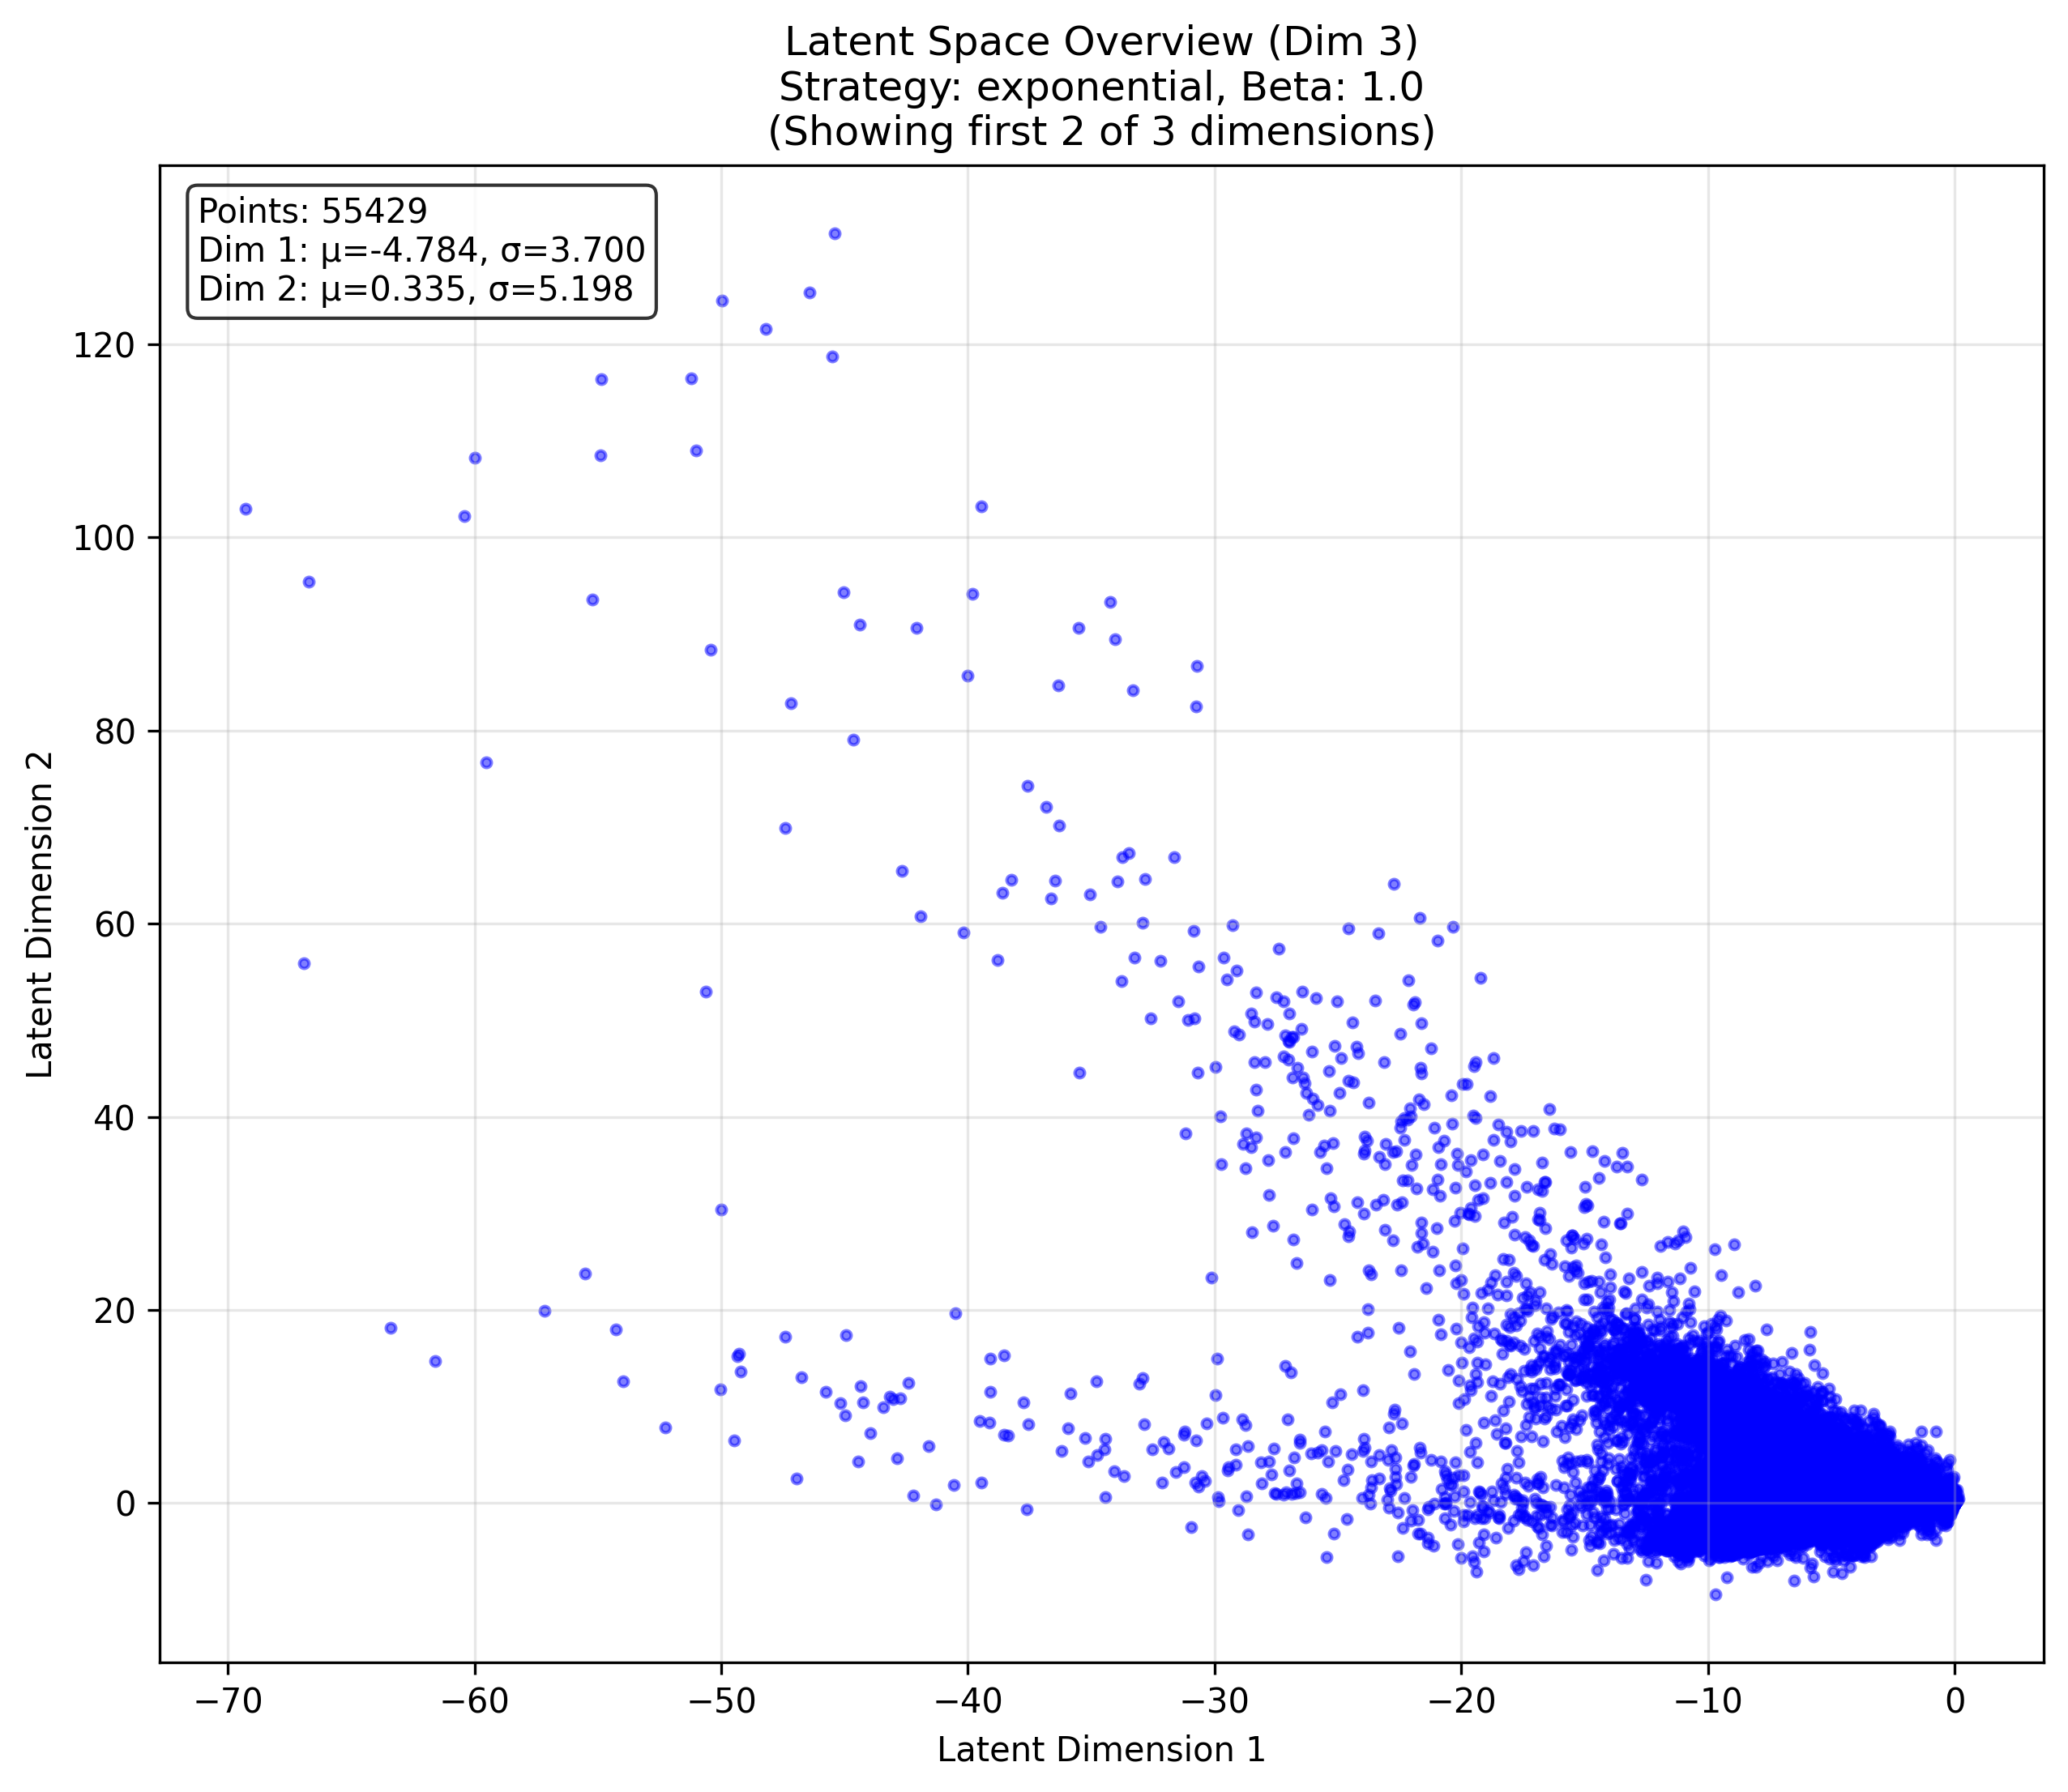 Latent Space Overview (Dim 3)
Strategy: exponential, Beta: 1.0
(Showing first 2 of 3 dimensions)
Points: 55429
Dim 1: μ=-4.784, σ=3.700
Dim 2: μ=0.335, σ=5.198
120
100
80
60
40
20
0
Latent Dimension 2
−70 −60 −50 −40 −30 −20 −10 0
Latent Dimension 1